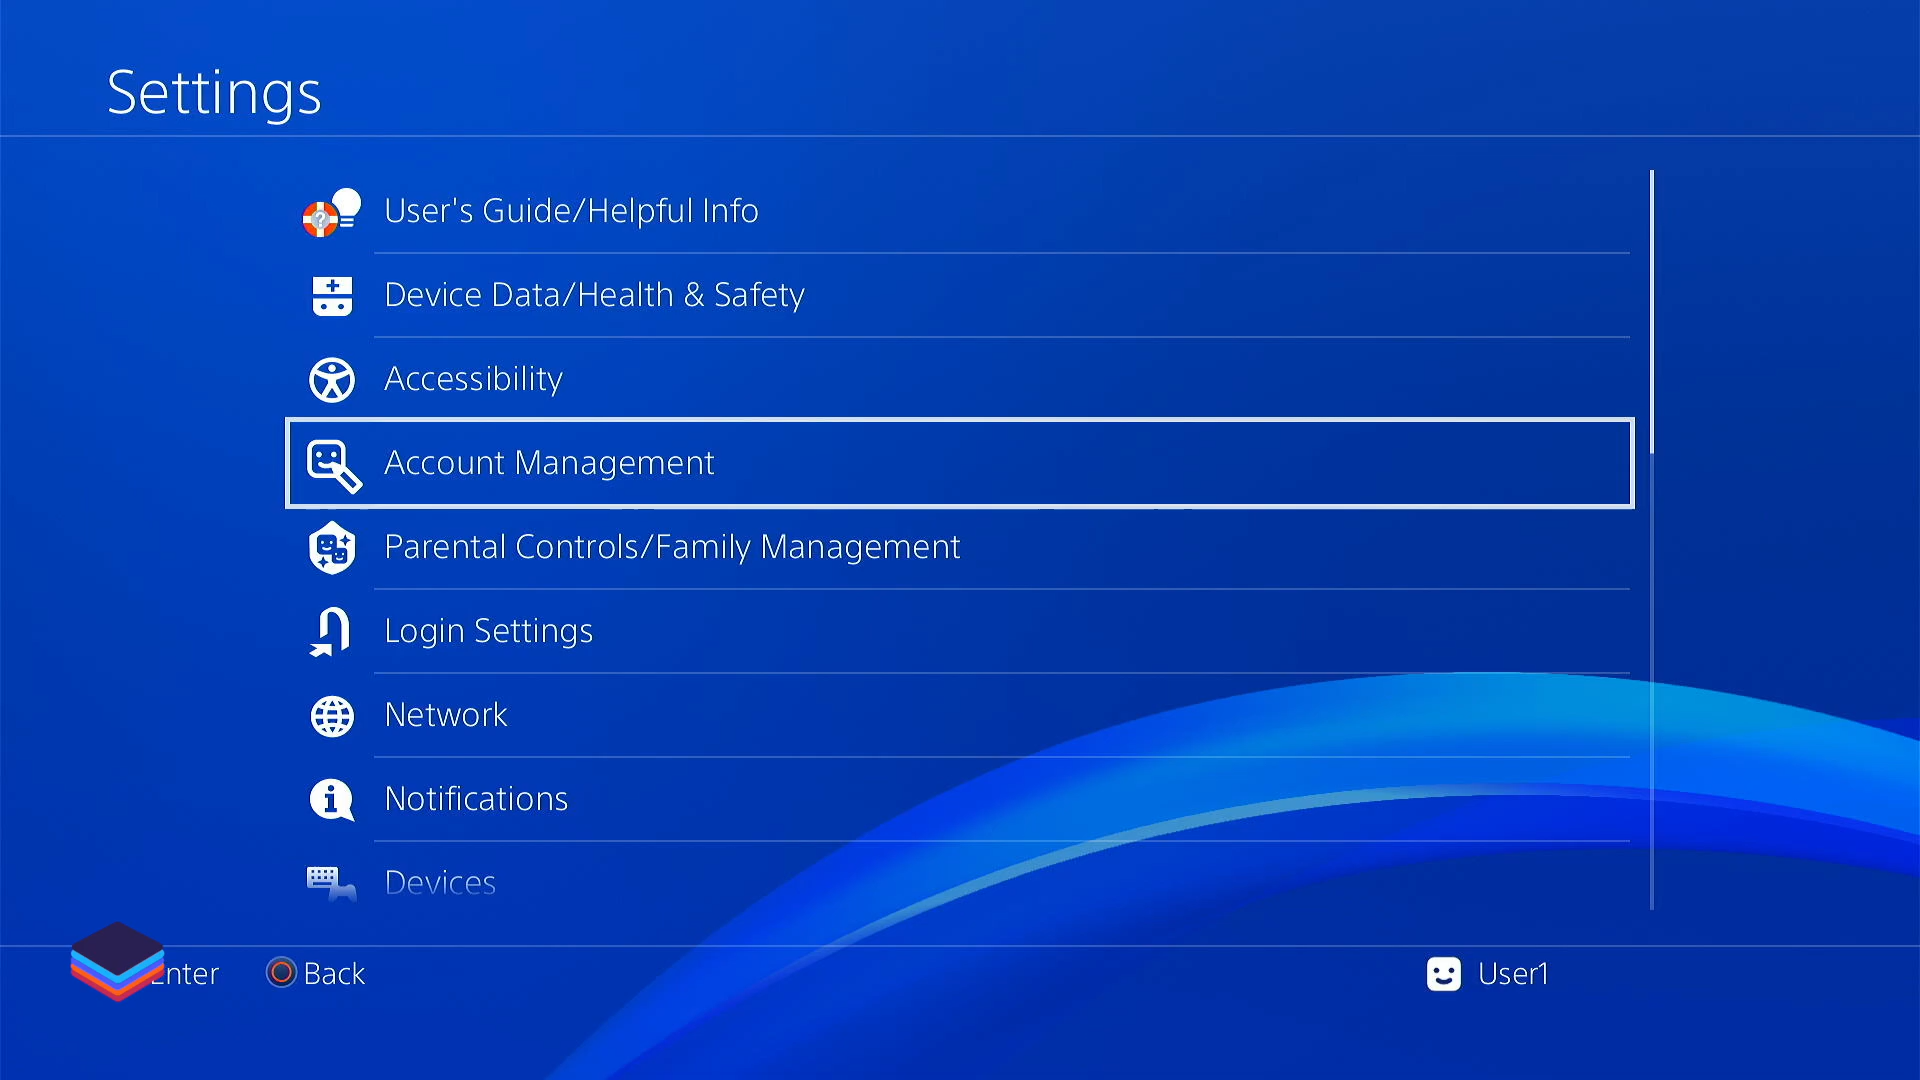 Settings
User's Guide/Helpful Info
Device Data/Health & Safety
Accessibility
Account Management
Parental Controls/Family Management
Login Settings
Network
Notifications
Devices
Enter
Back
User1